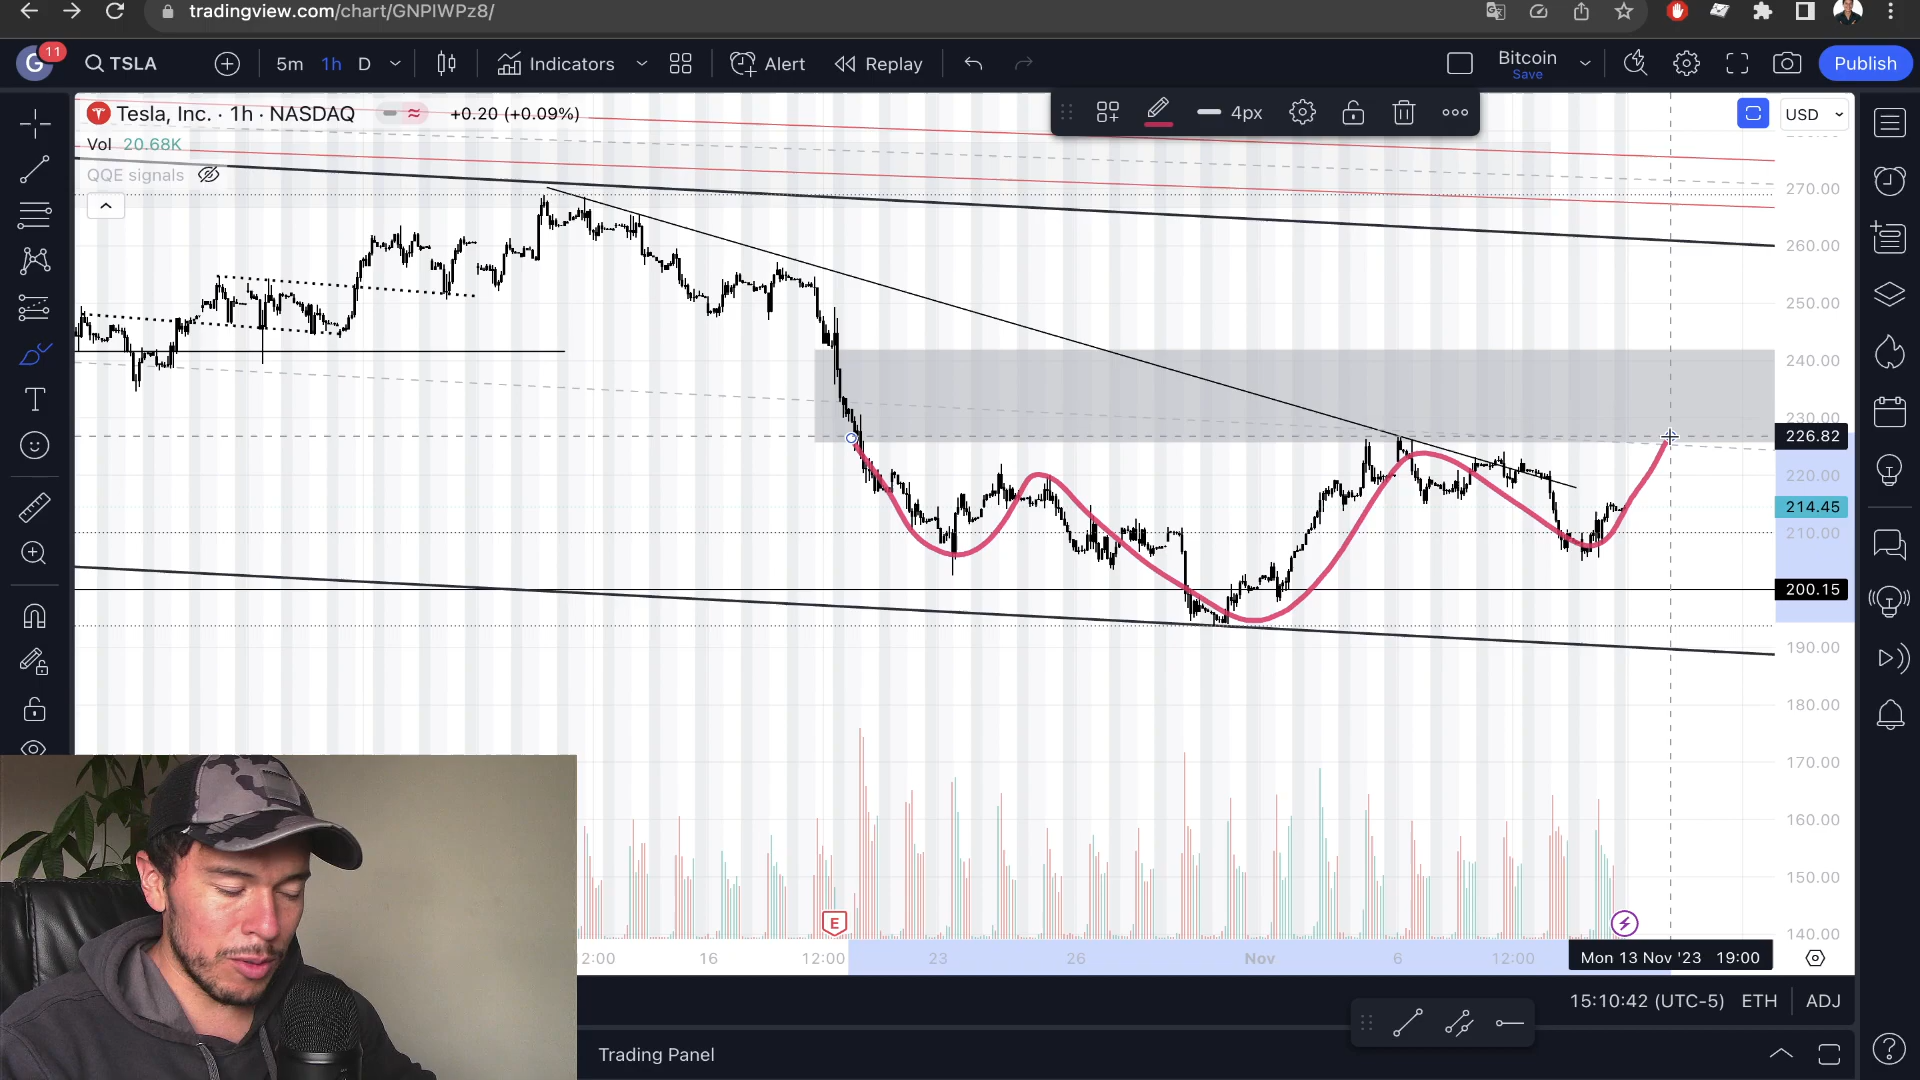 tradingview.com/chart/GNPIWPz8/
G 11 TSLA 5m 1h D Indicators Alert Replay Bitcoin Save Publish
Tesla, Inc. · 1h · NASDAQ +0.20 (+0.09%) 4px USD
Vol 20.68K
QQE signals
270.00
260.00
250.00
240.00
230.00
226.82
220.00
214.45
210.00
200.15
190.00
180.00
170.00
160.00
150.00
140.00
E
2:00 16 12:00 23 26 Nov 6 12:00 Mon 13 Nov '23 19:00
15:10:42 (UTC-5) ETH ADJ
Trading Panel